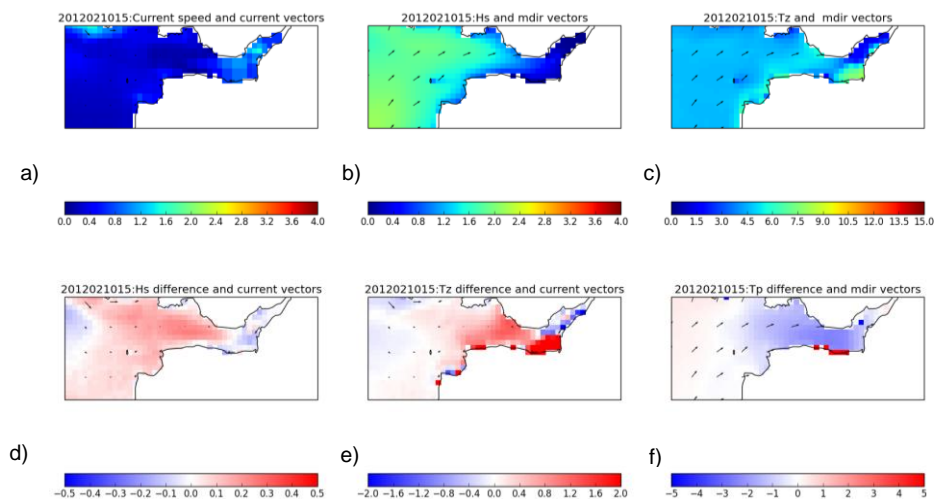 2012021015:Current speed and current vectors
2012021015:Hs and mdir vectors
2012021015:Tz and mdir vectors
a)
b)
c)
0.0 0.4 0.8 1.2 1.6 2.0 2.4 2.8 3.2 3.6 4.0
0.0 0.4 0.8 1.2 1.6 2.0 2.4 2.8 3.2 3.6 4.0
0.0 1.5 3.0 4.5 6.0 7.5 9.0 10.5 12.0 13.5 15.0
2012021015:Hs difference and current vectors
2012021015:Tz difference and current vectors
2012021015:Tp difference and mdir vectors
d)
e)
f)
−0.5 −0.4 −0.3 −0.2 −0.1 0.0 0.1 0.2 0.3 0.4 0.5
−2.0 −1.6 −1.2 −0.8 −0.4 0.0 0.4 0.8 1.2 1.6 2.0
−5 −4 −3 −2 −1 0 1 2 3 4 5